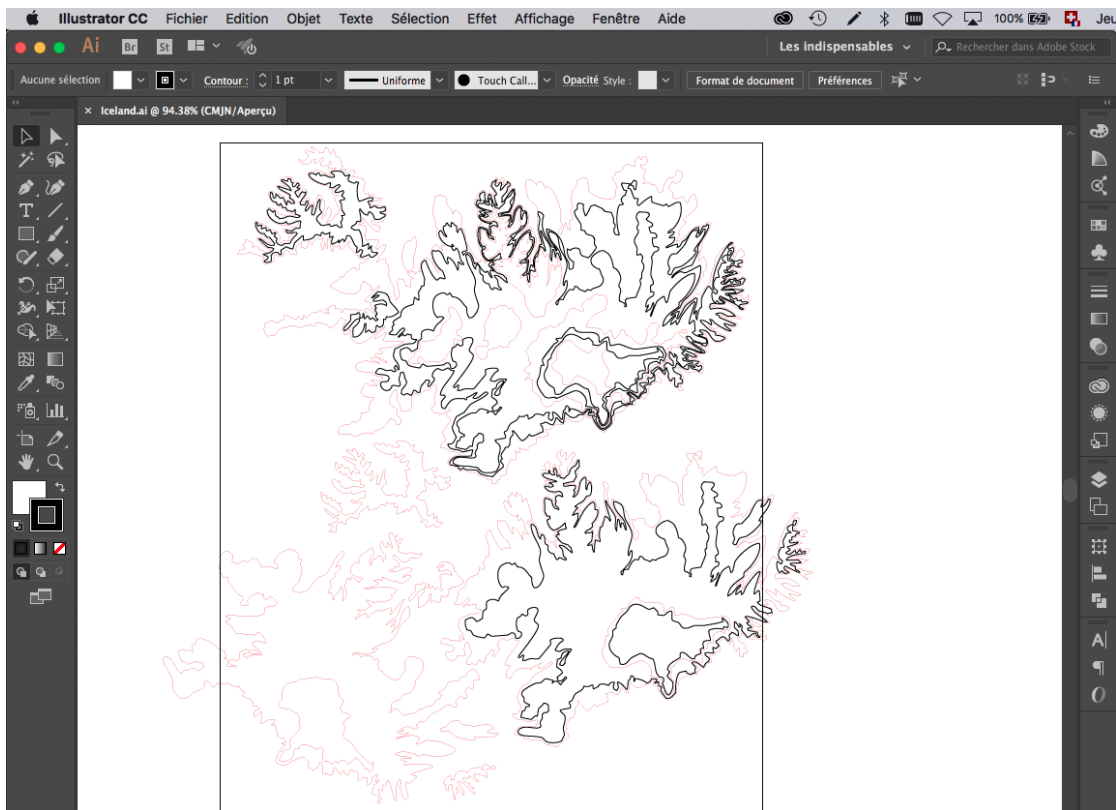 Illustrator CC Fichier Edition Objet Texte Sélection Effet Affichage Fenêtre Aide 100% Jeu
Ai Br St Les indispensables Rechercher dans Adobe Stock
Aucune sélection Contour : 1 pt Uniforme Touch Call... Opacité Style : Format de document Préférences
× Iceland.ai @ 94.38% (CMJN/Aperçu)